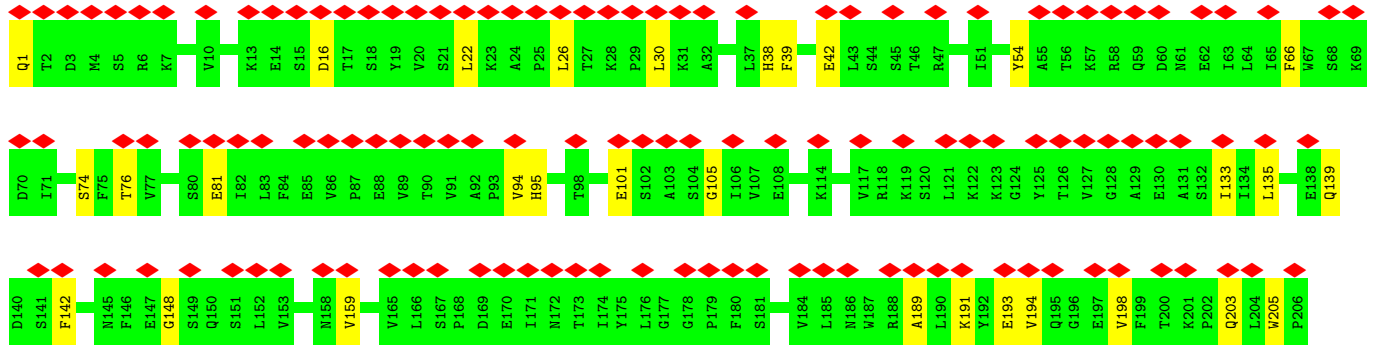 Q1 T2 D3 M4 S5 R6 K7 V10 K13 E14 S15 D16 T17 S18 Y19 V20 S21 L22 K23 A24 P25 L26 T27 K28 P29 L30 K31 A32 L37 H38 F39 E42 L43 S44 S45 T46 R47 I51 Y54 A55 T56 K57 R58 Q59 D60 N61 E62 I63 L64 I65 F66 W67 S68 K69
D70 I71 S74 F75 T76 V77 S80 E81 I82 L83 F84 E85 V86 P87 E88 V89 T90 V91 A92 P93 V94 H95 T98 E101 S102 A103 S104 G105 I106 V107 E108 K114 V117 R118 K119 S120 L121 K122 K123 G124 Y125 T126 V127 G128 A129 E130 A131 S132 I133 I134 L135 E138 Q139
D140 S141 F142 N145 F146 E147 G148 S149 Q150 S151 L152 V153 N158 V159 V165 L166 S167 P168 D169 E170 I171 N172 T173 I174 Y175 L176 G177 G178 P179 F180 S181 V184 L185 N186 W187 R188 A189 L190 K191 Y192 E193 V194 Q195 G196 E197 V198 F199 T200 K201 P202 Q203 L204 W205 P206